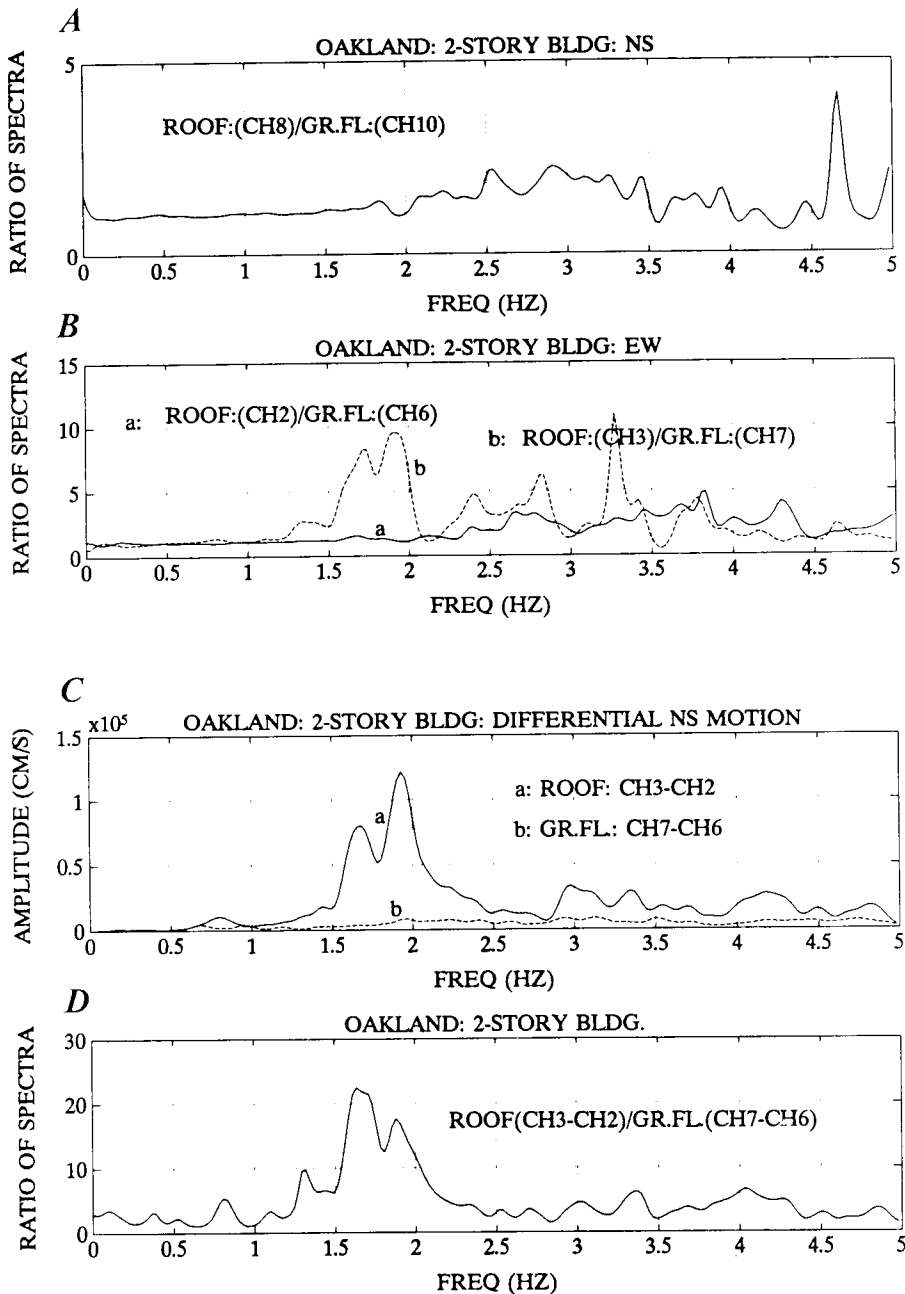 A
OAKLAND: 2-STORY BLDG: NS
5
0
RATIO OF SPECTRA
ROOF:(CH8)/GR.FL:(CH10)
0 0.5 1 1.5 2 2.5 3 3.5 4 4.5 5
FREQ (HZ)
B
OAKLAND: 2-STORY BLDG: EW
15
10
5
0
RATIO OF SPECTRA
a: ROOF:(CH2)/GR.FL:(CH6)
b: ROOF:(CH3)/GR.FL:(CH7)
b
a
0 0.5 1 1.5 2 2.5 3 3.5 4 4.5 5
FREQ (HZ)
C
x10⁵
OAKLAND: 2-STORY BLDG: DIFFERENTIAL NS MOTION
1.5
1
0.5
0
AMPLITUDE (CM/S)
a: ROOF: CH3-CH2
b: GR.FL.: CH7-CH6
a
b
0 0.5 1 1.5 2 2.5 3 3.5 4 4.5 5
FREQ (HZ)
D
OAKLAND: 2-STORY BLDG.
30
20
10
0
RATIO OF SPECTRA
ROOF(CH3-CH2)/GR.FL.(CH7-CH6)
0 0.5 1 1.5 2 2.5 3 3.5 4 4.5 5
FREQ (HZ)